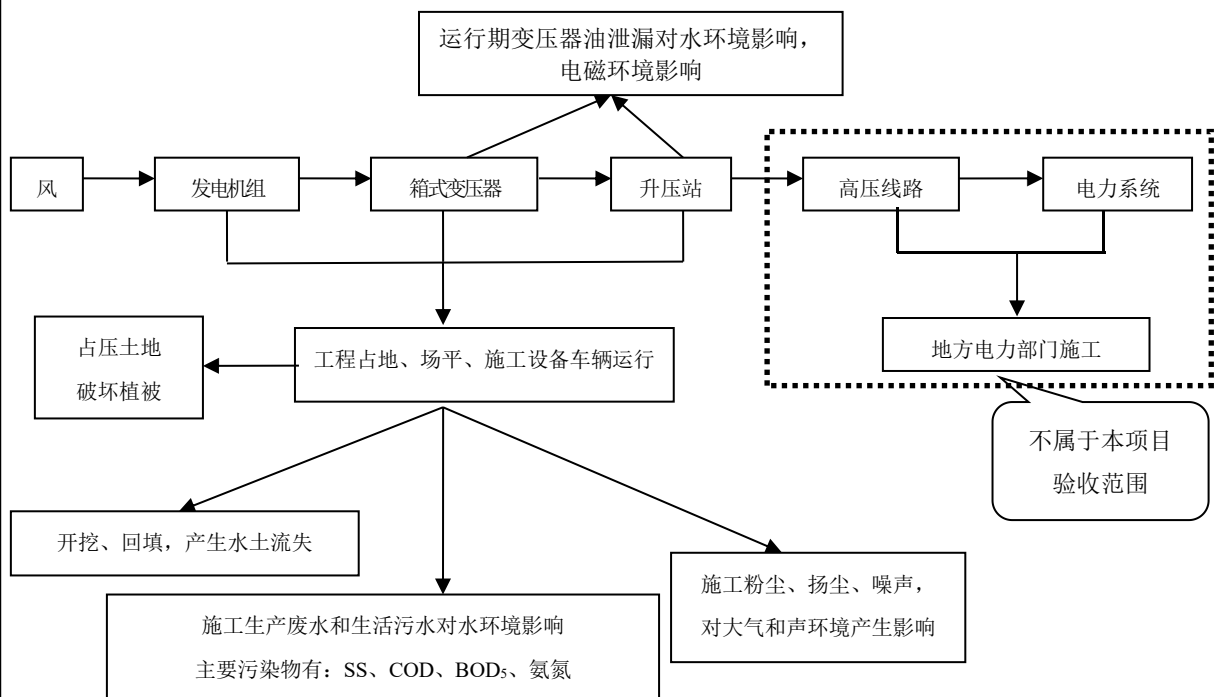 运行期变压器油泄漏对水环境影响，
电磁环境影响
风
发电机组
箱式变压器
升压站
高压线路
电力系统
占压土地
破坏植被
工程占地、场平、施工设备车辆运行
地方电力部门施工
不属于本项目
验收范围
开挖、回填，产生水土流失
施工生产废水和生活污水对水环境影响
主要污染物有：SS、COD、BOD₅、氨氮
施工粉尘、扬尘、噪声，
对大气和声环境产生影响